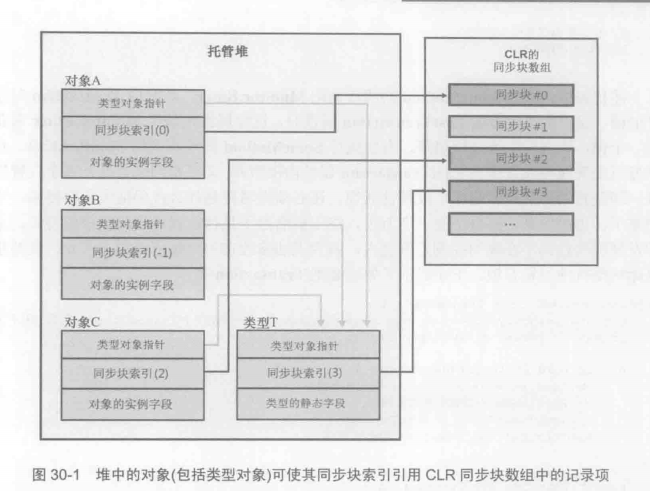 托管堆
对象A
类型对象指针
同步块索引(0)
对象的实例字段
对象B
类型对象指针
同步块索引(-1)
对象的实例字段
对象C
类型对象指针
同步块索引(2)
对象的实例字段
类型T
类型对象指针
同步块索引(3)
类型的静态字段
CLR的
同步块数组
同步块 #0
同步块 #1
同步块 #2
同步块 #3
...
图 30-1 堆中的对象(包括类型对象)可使其同步块索引引用 CLR 同步块数组中的记录项